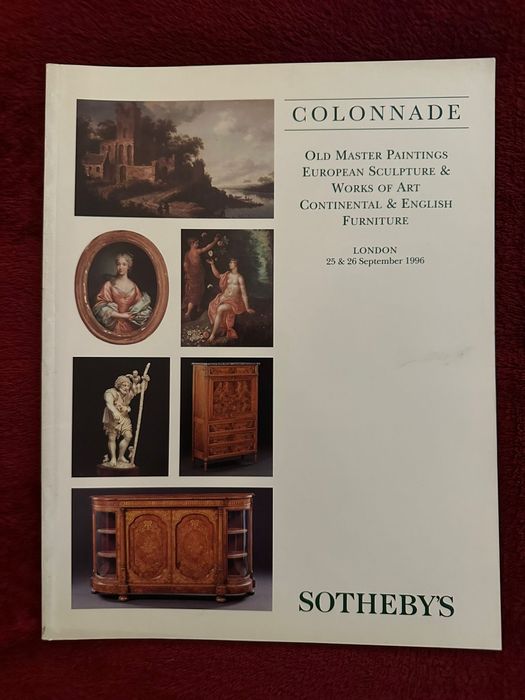 COLONNADE
OLD MASTER PAINTINGS
EUROPEAN SCULPTURE &
WORKS OF ART
CONTINENTAL & ENGLISH
FURNITURE
LONDON
25 & 26 September 1996
SOTHEBY'S